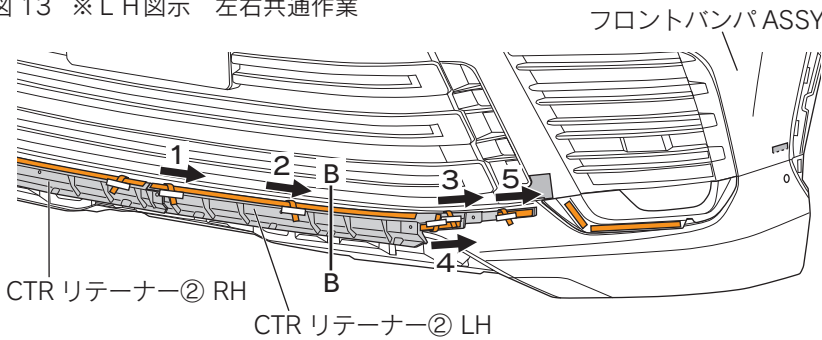 図 13 ※ＬＨ図示 左右共通作業
フロントバンパ ASSY
1
2
B
3
5
4
B
CTR リテーナー② RH
CTR リテーナー② LH